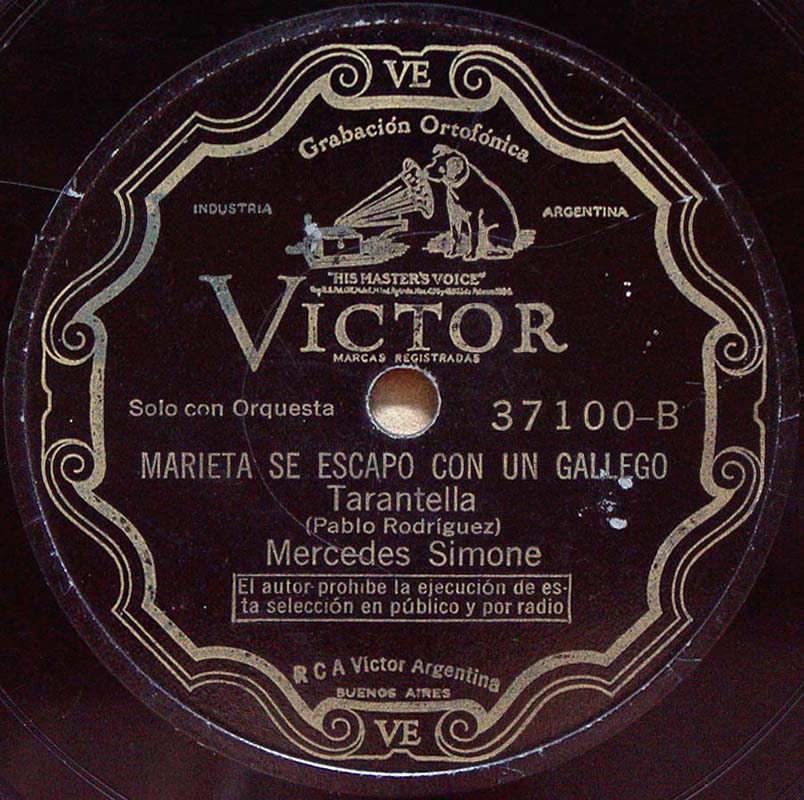 VE
Grabación Ortofónica
INDUSTRIA ARGENTINA
"HIS MASTER'S VOICE"
VICTOR
MARCAS REGISTRADAS
Solo con Orquesta 37100-B
MARIETA SE ESCAPO CON UN GALLEGO
Tarantella
(Pablo Rodríguez)
Mercedes Simone
El autor prohibe la ejecución de es-
ta selección en público y por radio
RCA Víctor Argentina
BUENOS AIRES
VE